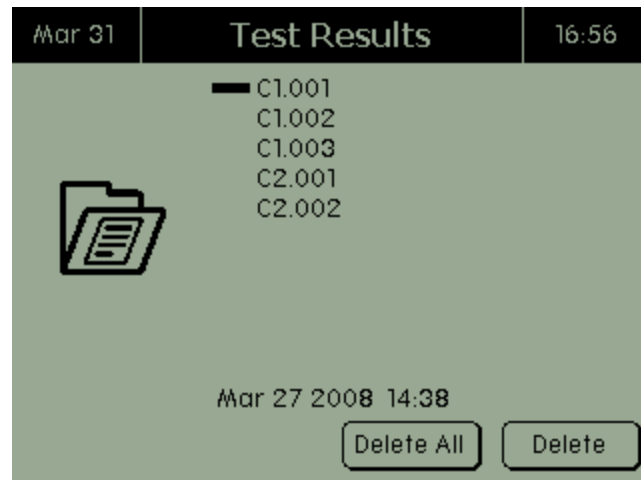 Mar 31 Test Results 16:56
C1.001
C1.002
C1.003
C2.001
C2.002
Mar 27 2008 14:38
Delete All Delete